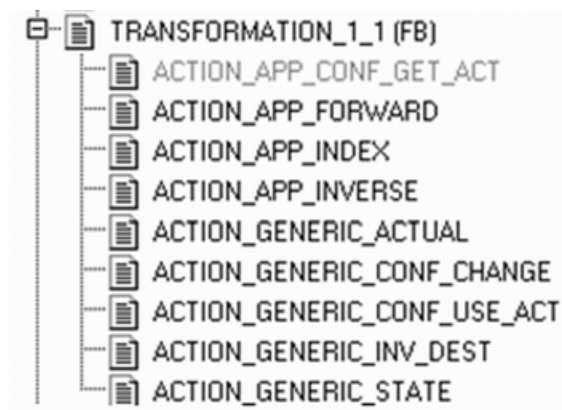 TRANSFORMATION_1_1 (FB)
ACTION_APP_CONF_GET_ACT
ACTION_APP_FORWARD
ACTION_APP_INDEX
ACTION_APP_INVERSE
ACTION_GENERIC_ACTUAL
ACTION_GENERIC_CONF_CHANGE
ACTION_GENERIC_CONF_USE_ACT
ACTION_GENERIC_INV_DEST
ACTION_GENERIC_STATE